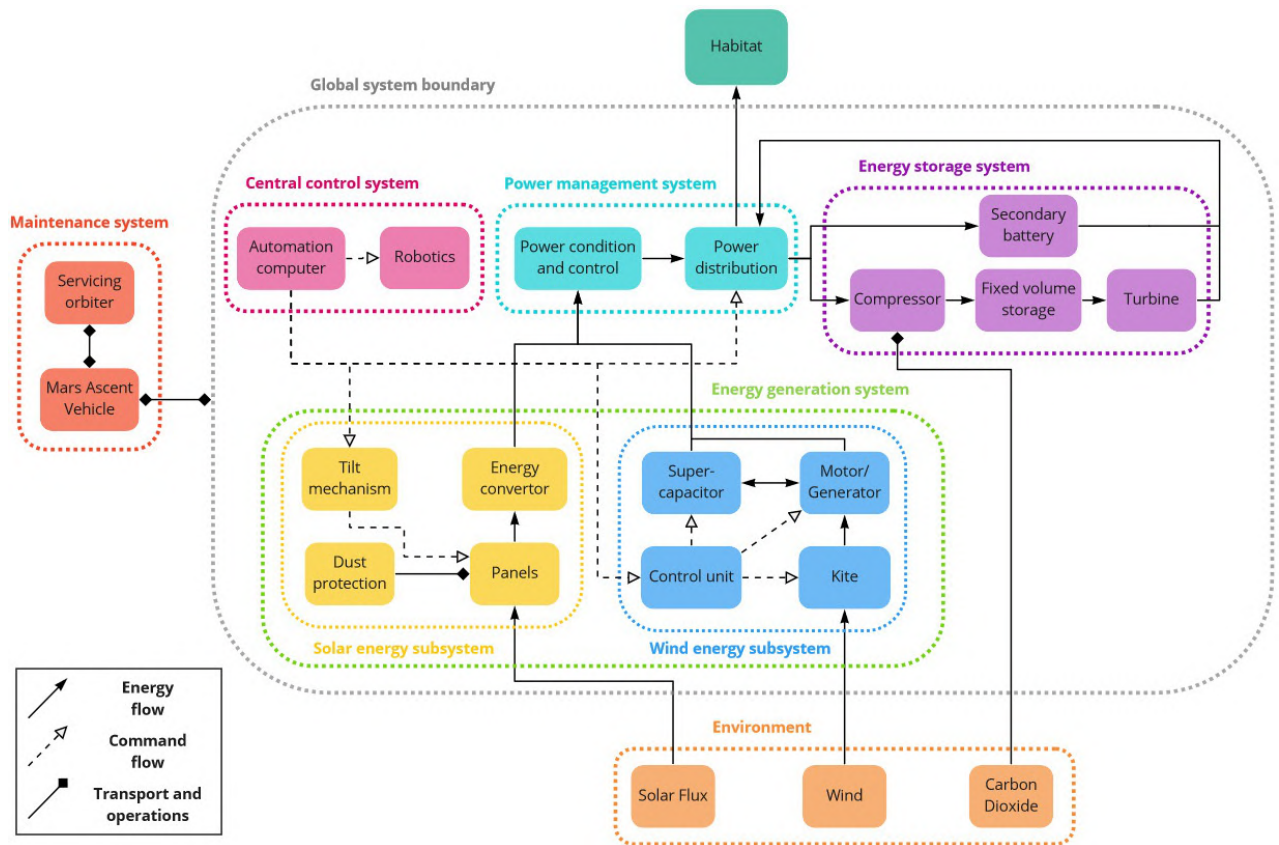 Habitat
Global system boundary
Energy storage system
Central control system
Power management system
Maintenance system
Automation
computer
Robotics
Power condition
and control
Power
distribution
Secondary
battery
Servicing
orbiter
Compressor
Fixed volume
storage
Turbine
Mars Ascent
Vehicle
Energy generation system
Tilt
mechanism
Energy
convertor
Super-
capacitor
Motor/
Generator
Dust
protection
Panels
Control unit
Kite
Solar energy subsystem
Wind energy subsystem
Energy
flow
Command
flow
Transport and
operations
Environment
Solar Flux
Wind
Carbon
Dioxide